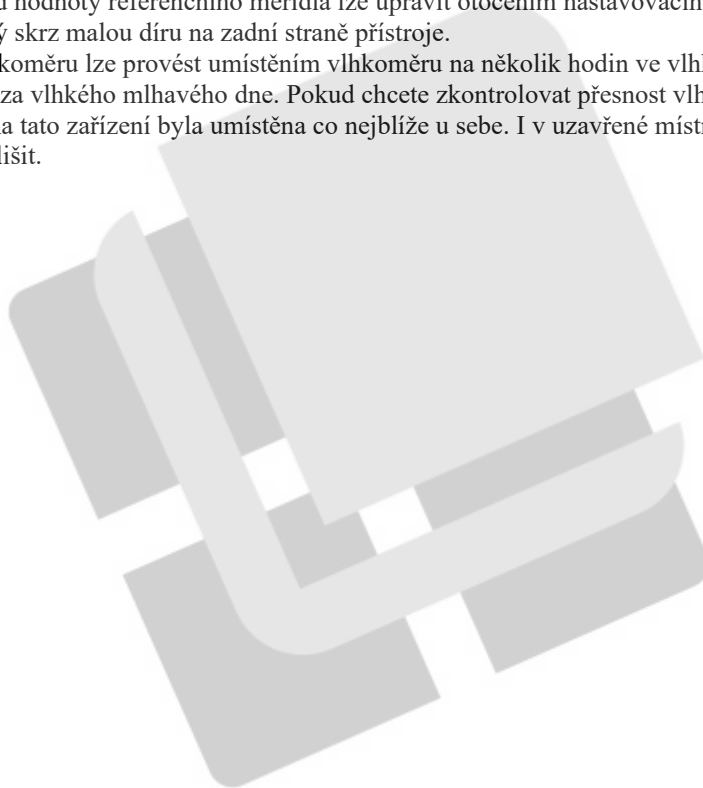 hodnoty referenčního měřidla lze upravit otočením nastavovacím
skrz malou díru na zadní straně přístroje.
koměru lze provést umístěním vlhkoměru na několik hodin ve vlhk
za vlhkého mlhavého dne. Pokud chcete zkontrolovat přesnost vlh
a tato zařízení byla umístěna co nejblíže u sebe. I v uzavřené míst
lišit.